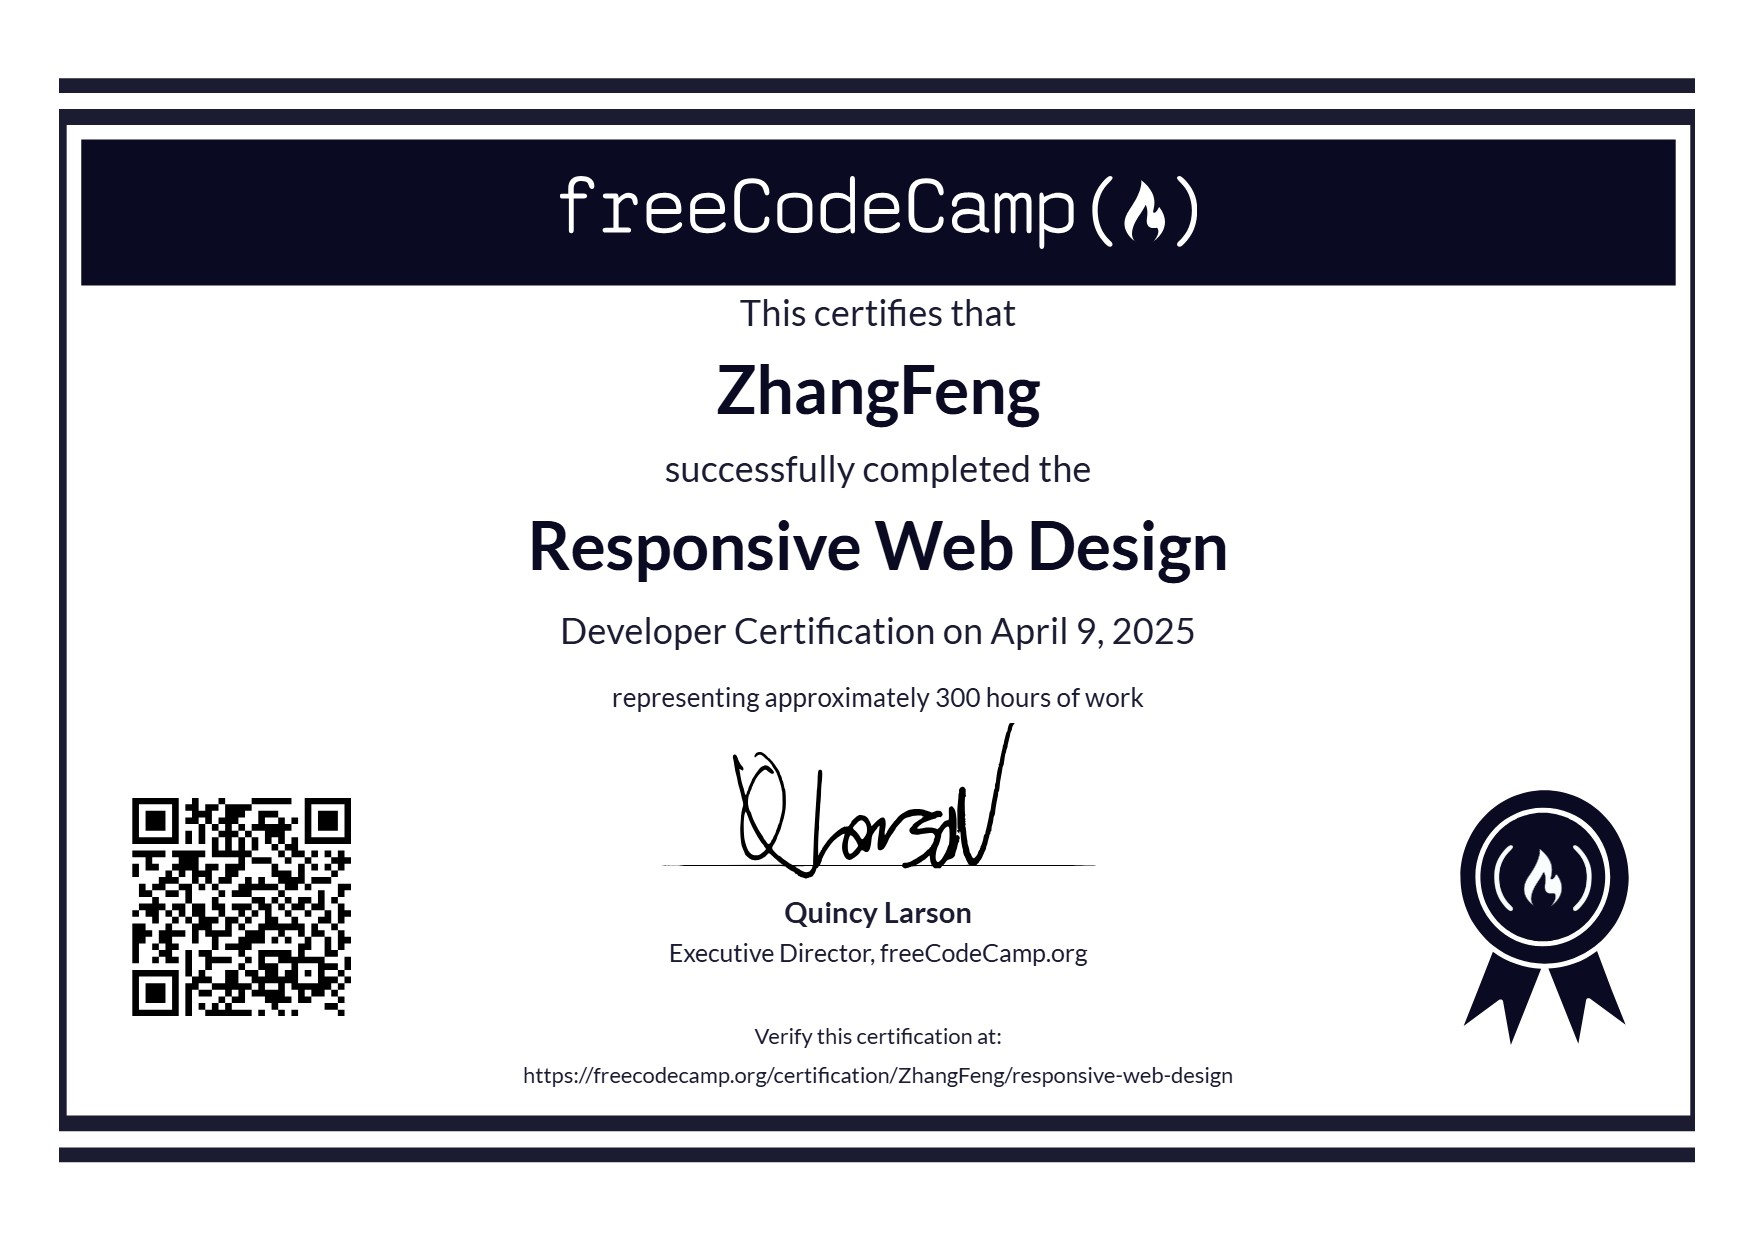 freeCodeCamp
This certifies that
ZhangFeng
successfully completed the
Responsive Web Design
Developer Certification on April 9, 2025
representing approximately 300 hours of work
Q Larson
Quincy Larson
Executive Director, freeCodeCamp.org
Verify this certification at:
https://freecodecamp.org/certification/ZhangFeng/responsive-web-design